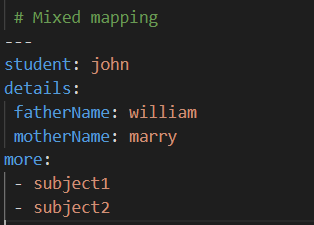 # Mixed mapping
---
student: john
details:
 fatherName: william
 motherName: marry
more:
 - subject1
 - subject2